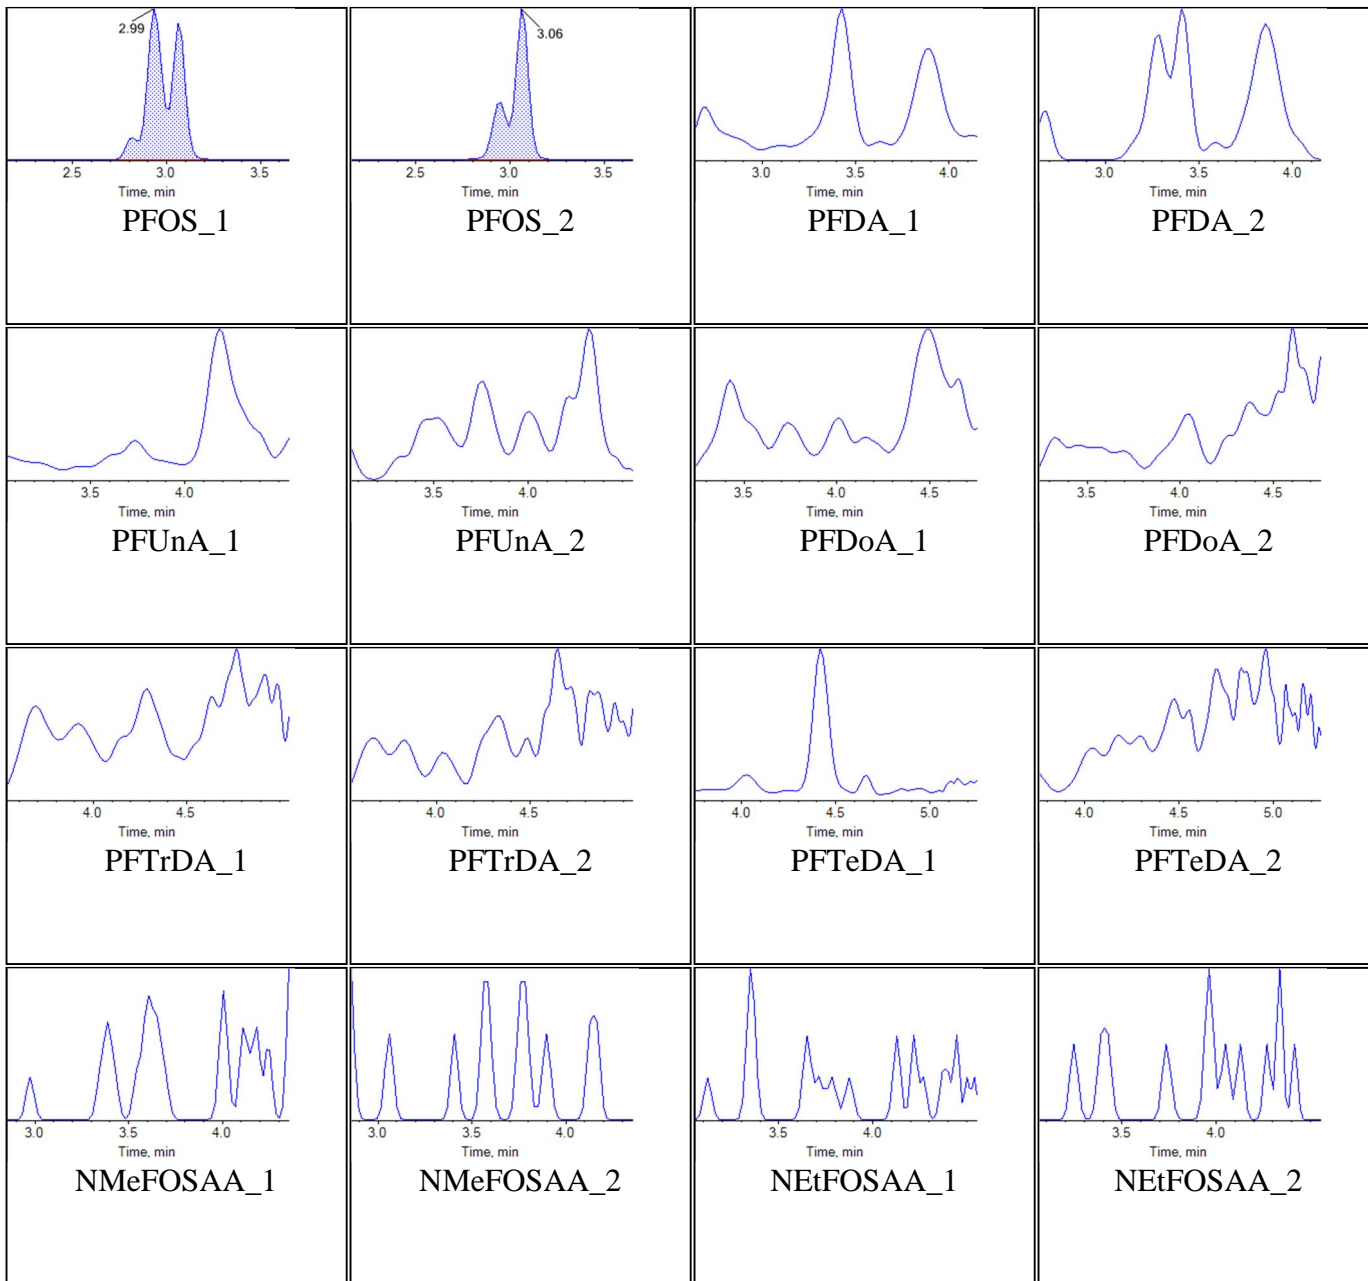 2.99
2.5 3.0 3.5
Time, min
PFOS_1
3.06
2.5 3.0 3.5
Time, min
PFOS_2
3.0 3.5 4.0
Time, min
PFDA_1
3.0 3.5 4.0
Time, min
PFDA_2
3.5 4.0
Time, min
PFUnA_1
3.5 4.0
Time, min
PFUnA_2
3.5 4.0 4.5
Time, min
PFDoA_1
3.5 4.0 4.5
Time, min
PFDoA_2
4.0 4.5
Time, min
PFTrDA_1
4.0 4.5
Time, min
PFTrDA_2
4.0 4.5 5.0
Time, min
PFTeDA_1
4.0 4.5 5.0
Time, min
PFTeDA_2
3.0 3.5 4.0
Time, min
NMeFOSAA_1
3.0 3.5 4.0
Time, min
NMeFOSAA_2
3.5 4.0
Time, min
NEtFOSAA_1
3.5 4.0
Time, min
NEtFOSAA_2